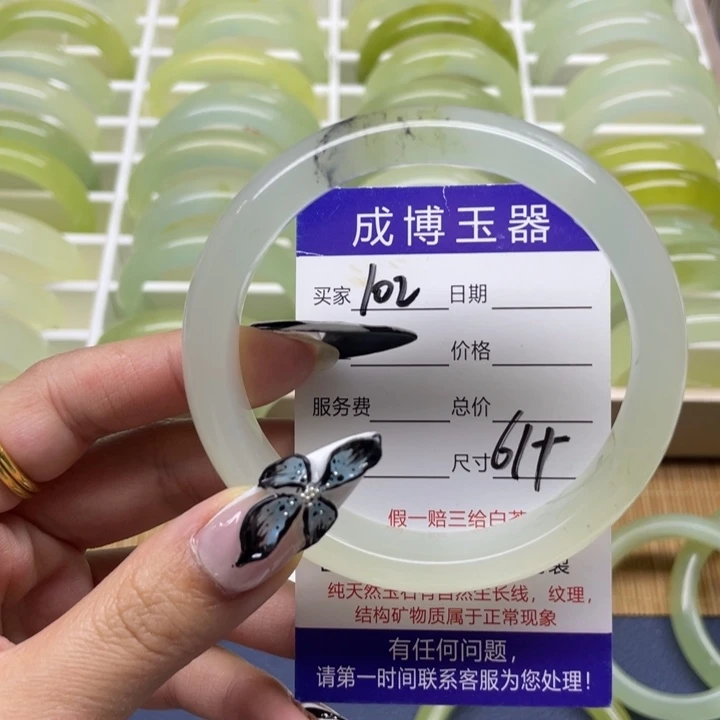 成博玉器
买家 102 日期
价格
服务费 总价
尺寸 61+
假一赔三给白茶
纯天然玉石有自然生长线，纹理，
结构矿物质属于正常现象
有任何问题，
请第一时间联系客服为您处理！